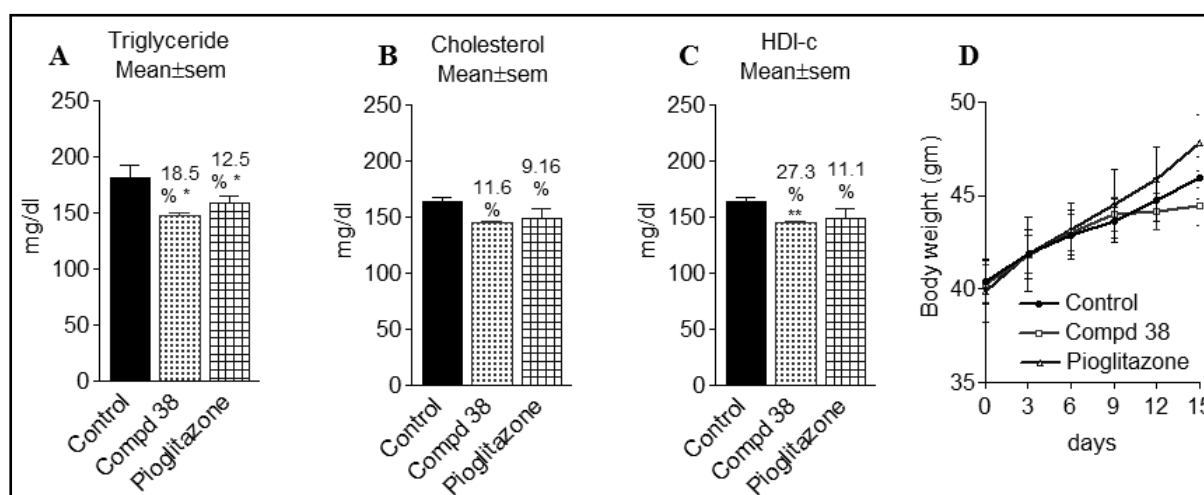 A
Triglyceride
Mean±sem
250
200
150
100
50
0
mg/dl
18.5
% *
12.5
% *
Control
Compd 38
Pioglitazone
B
Cholesterol
Mean±sem
250
200
150
100
50
0
mg/dl
11.6
%
9.16
%
Control
Compd 38
Pioglitazone
C
HDl-c
Mean±sem
250
200
150
100
50
0
mg/dl
27.3
%
**
11.1
%
Control
Compd 38
Pioglitazone
D
50
45
40
35
Body weight (gm)
Control
Compd 38
Pioglitazone
0 3 6 9 12 15
days